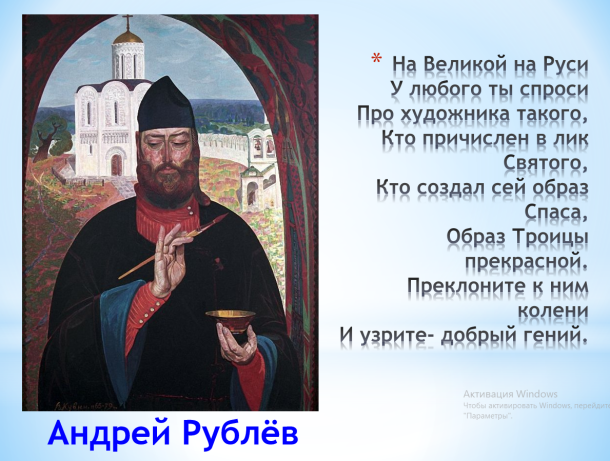 * На Великой на Руси
У любого ты спроси
Про художника такого,
Кто причислен в лик
Святого,
Кто создал сей образ
Спаса,
Образ Троицы
прекрасной.
Преклоните к ним
колени
И узрите- добрый гений.
Андрей Рублёв
Активация Windows
Чтобы активировать Windows, перейдите
"Параметры".